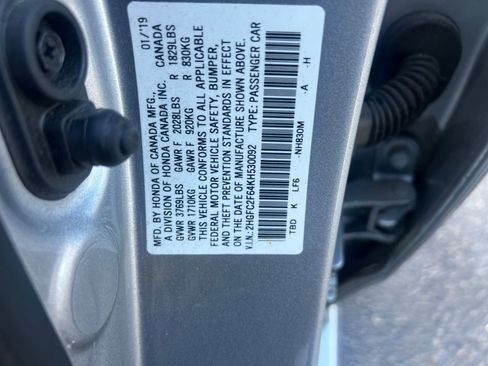 MFD. BY HONDA OF CANADA MFG., 01/'19
A DIVISION OF HONDA CANADA INC. CANADA
GVWR 3769LBS GAWR F 2028LBS R 1829LBS
GVWR 1710KG GAWR F 920KG R 830KG
THIS VEHICLE CONFORMS TO ALL APPLICABLE
FEDERAL MOTOR VEHICLE SAFETY, BUMPER,
AND THEFT PREVENTION STANDARDS IN EFFECT
ON THE DATE OF MANUFACTURE SHOWN ABOVE.
V.I.N.:2HGFC2F64KH530092 TYPE: PASSENGER CAR
TBD K LF6 -NH830M -A -H